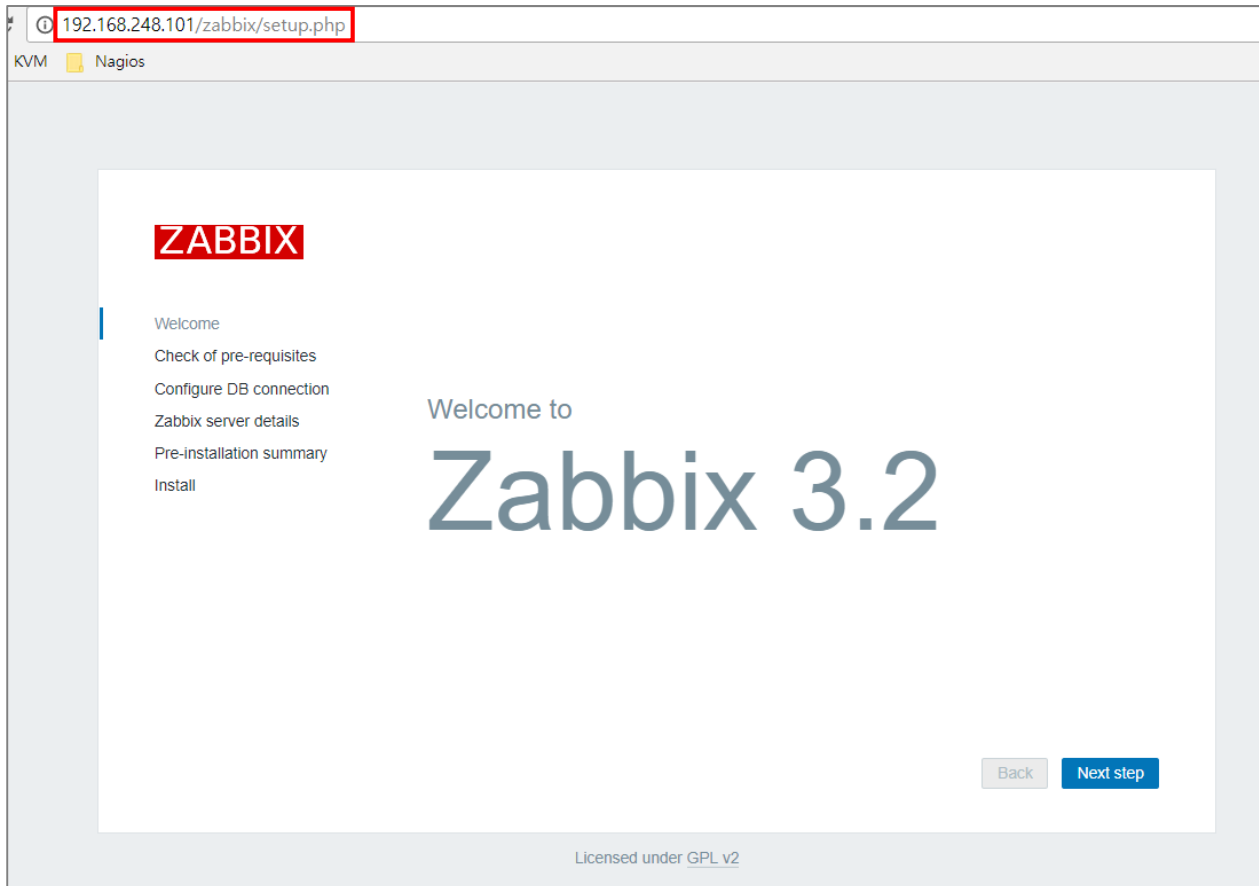 192.168.248.101/zabbix/setup.php
KVM Nagios
ZABBIX
Welcome
Check of pre-requisites
Configure DB connection
Zabbix server details
Pre-installation summary
Install
Welcome to
Zabbix 3.2
Back Next step
Licensed under GPL v2